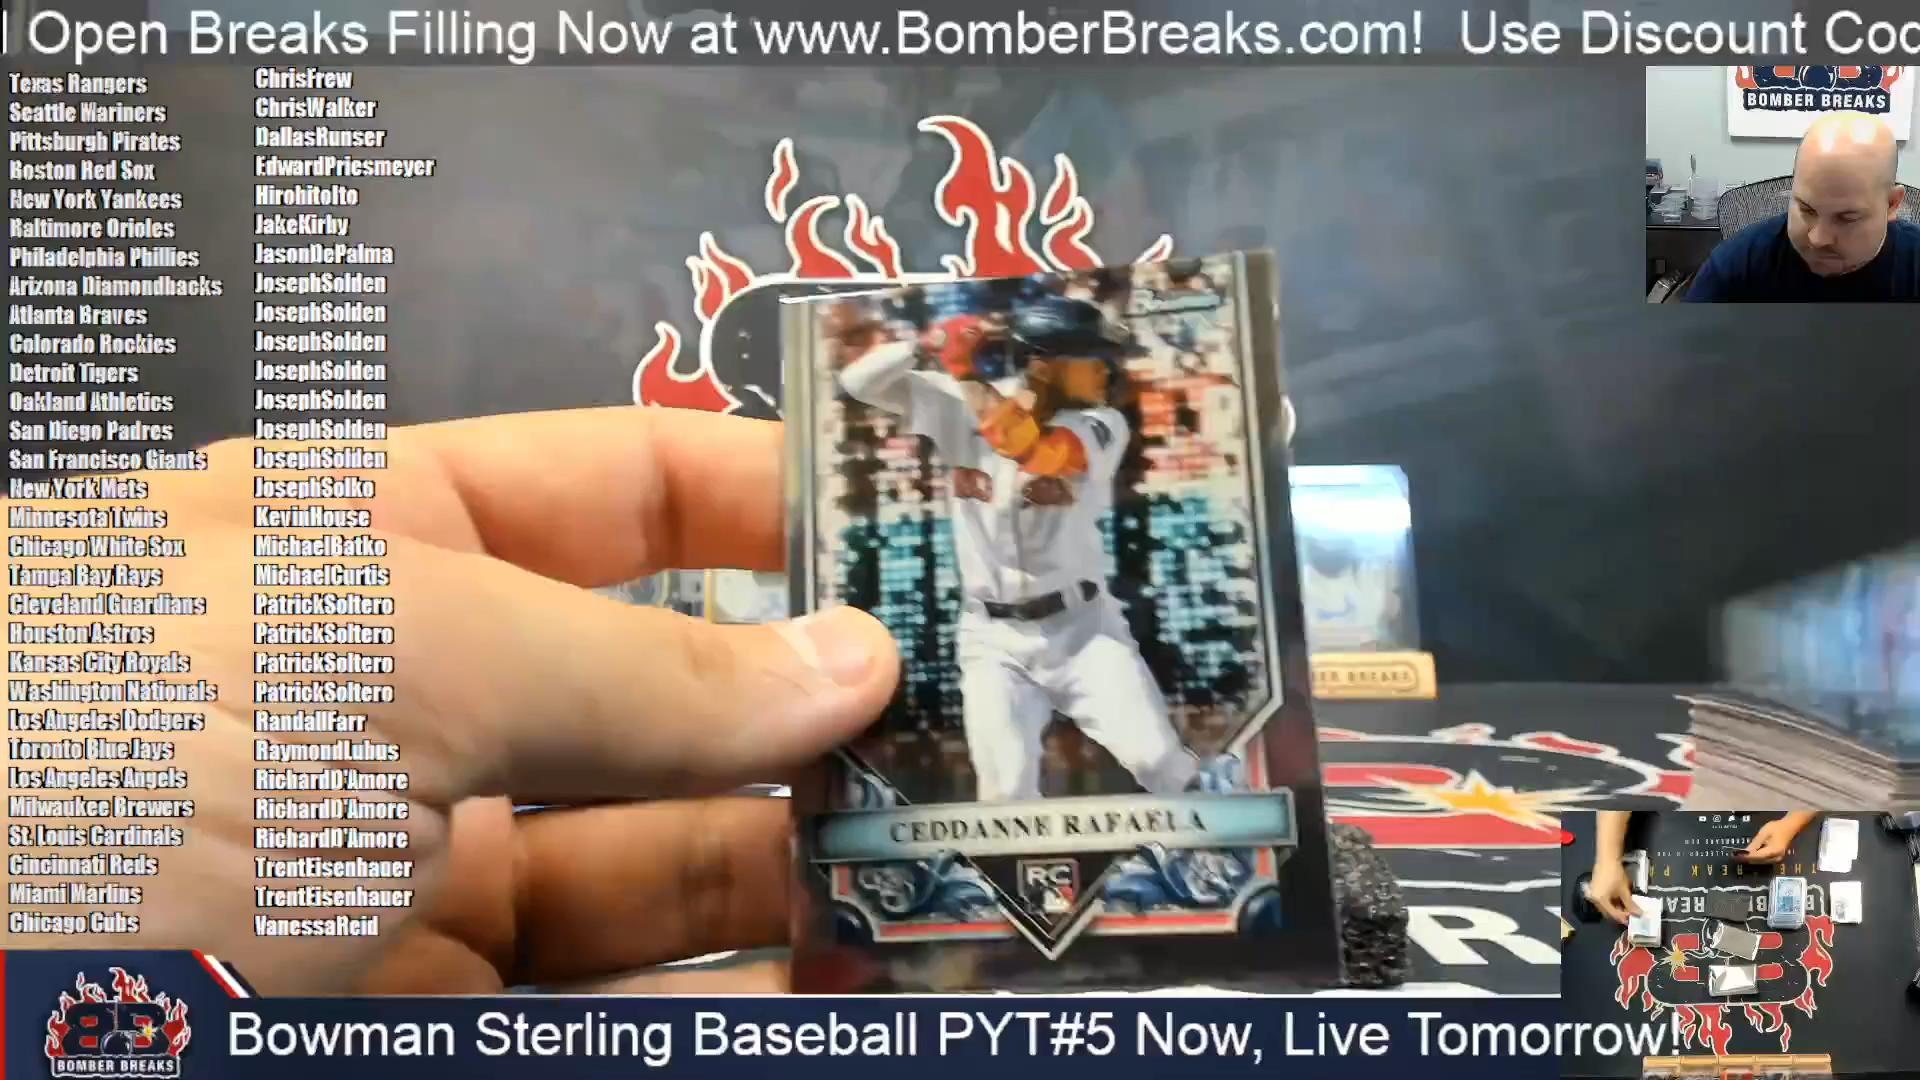 Open Breaks Filling Now at www.BomberBreaks.com! Use Discount
BOMBER BREAKS
Texas Rangers ChrisFrew
Seattle Mariners ChrisWalker
Pittsburgh Pirates DallasRunser
Boston Red Sox EdwardPriesmeyer
New York Yankees HirohitoIto
Baltimore Orioles JakeKirby
Philadelphia Phillies JasonDePalma
Arizona Diamondbacks JosephSolden
Atlanta Braves JosephSolden
Colorado Rockies JosephSolden
Detroit Tigers JosephSolden
Oakland Athletics JosephSolden
San Diego Padres JosephSolden
San Francisco Giants JosephSolden
New York Mets JosephSolko
Minnesota Twins KevinHouse
Chicago White Sox MichaelBatko
Tampa Bay Rays MichaelCurtis
Cleveland Guardians PatrickSoltero
Houston Astros PatrickSoltero
Kansas City Royals PatrickSoltero
Washington Nationals PatrickSoltero
Los Angeles Dodgers RandallFarr
Toronto Blue Jays RaymondLuhus
Los Angeles Angels RichardD'Amore
Milwaukee Brewers RichardD'Amore
St. Louis Cardinals RichardD'Amore
Cincinnati Reds TrentEisenhauer
Miami Marlins TrentEisenhauer
Chicago Cubs VanessaReid
Bowman
CEDDANNE RAFAELA
RC
BREAKS
BOMBER BREAKS
Bowman Sterling Baseball PYT#5 Now, Live Tomorrow!